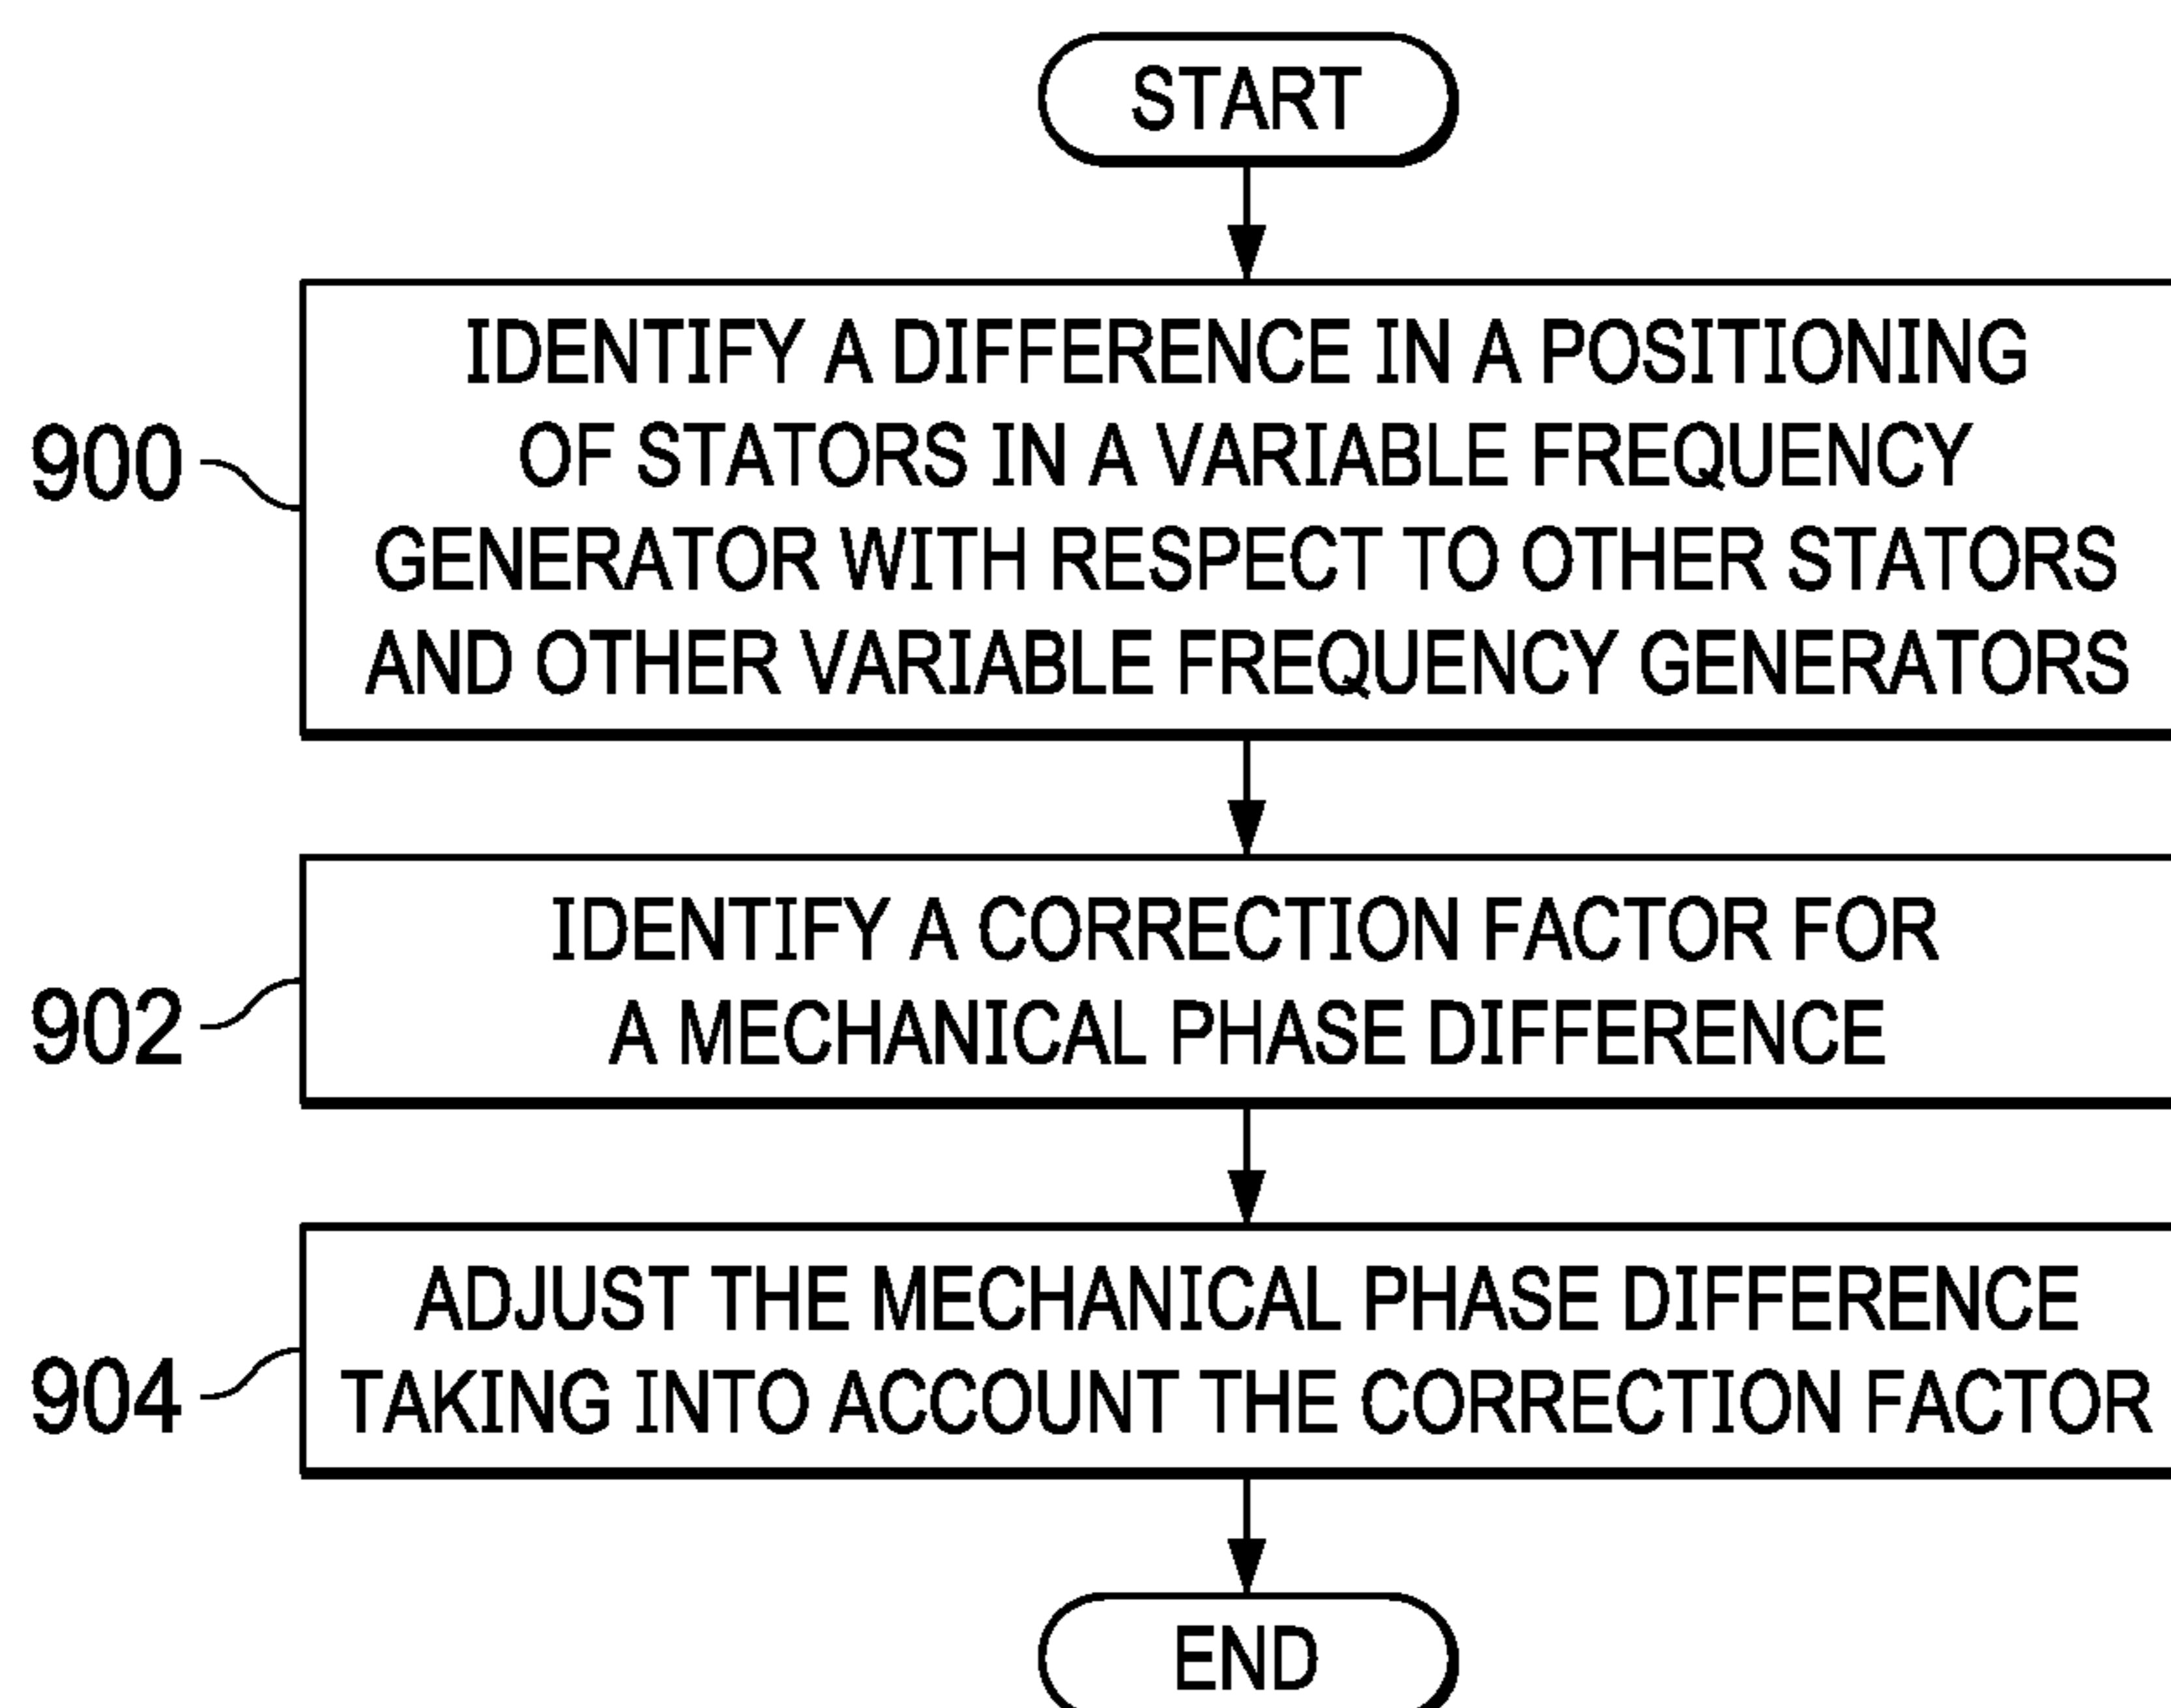 START
IDENTIFY A DIFFERENCE IN A POSITIONING
OF STATORS IN A VARIABLE FREQUENCY
GENERATOR WITH RESPECT TO OTHER STATORS
AND OTHER VARIABLE FREQUENCY GENERATORS
900
IDENTIFY A CORRECTION FACTOR FOR
A MECHANICAL PHASE DIFFERENCE
902
ADJUST THE MECHANICAL PHASE DIFFERENCE
TAKING INTO ACCOUNT THE CORRECTION FACTOR
904
END